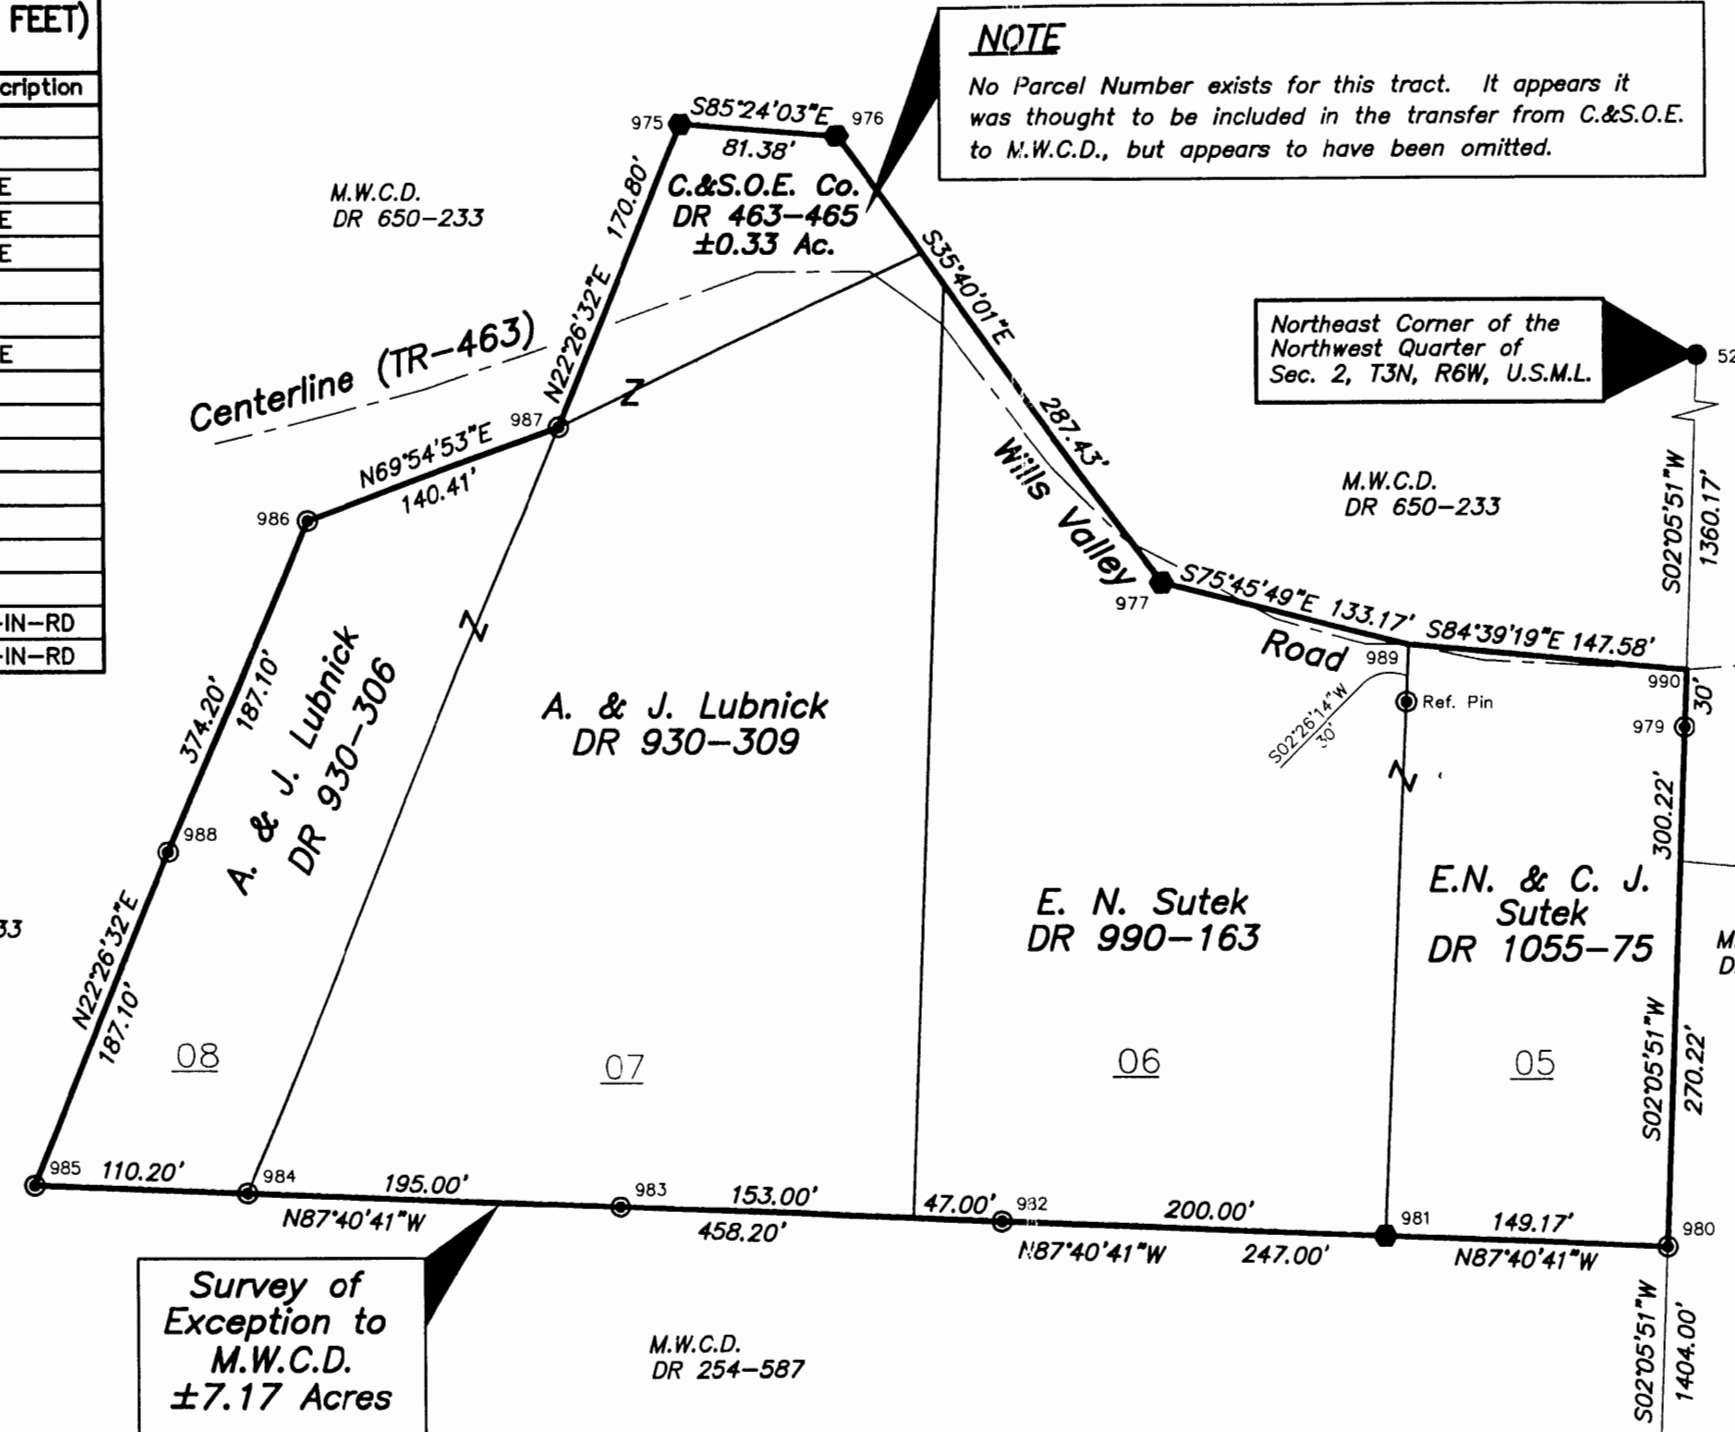 FEET)
cription
E
E
E
E
-IN-RD
-IN-RD
NOTE
No Parcel Number exists for this tract. It appears it
was thought to be included in the transfer from C.&S.O.E.
to M.W.C.D., but appears to have been omitted.
975
S85°24'03"E
976
81.38'
M.W.C.D.
DR 650-233
170.80'
N22°26'32"E
C.&S.O.E. Co.
DR 463-465
±0.33 Ac.
S35°40'01"E
287.43'
Centerline (TR-463)
Z
987
N69°54'53"E
140.41'
986
Northeast Corner of the
Northwest Quarter of
Sec. 2, T3N, R6W, U.S.M.L.
52
M.W.C.D.
DR 650-233
S02°05'51"W
1360.17'
Wills Valley
Road
977
S75°45'49"E 133.17'
S84°39'19"E 147.58'
989
990
30'
Ref. Pin
979
S02°26'14"W
30'
Z
Z
374.20'
187.10'
A. & J. Lubnick
DR 930-306
A. & J. Lubnick
DR 930-309
988
300.22'
E. N. Sutek
DR 990-163
E.N. & C. J.
Sutek
DR 1055-75
33
M.
D
N22°26'32"E
187.10'
S02°05'51"W
270.22'
08
07
06
05
985
110.20'
984
195.00'
983
153.00'
47.00'
982
200.00'
981
149.17'
980
N87°40'41"W
458.20'
N87°40'41"W
247.00'
N87°40'41"W
Survey of
Exception to
M.W.C.D.
±7.17 Acres
M.W.C.D.
DR 254-587
S02°05'51"W
1404.00'